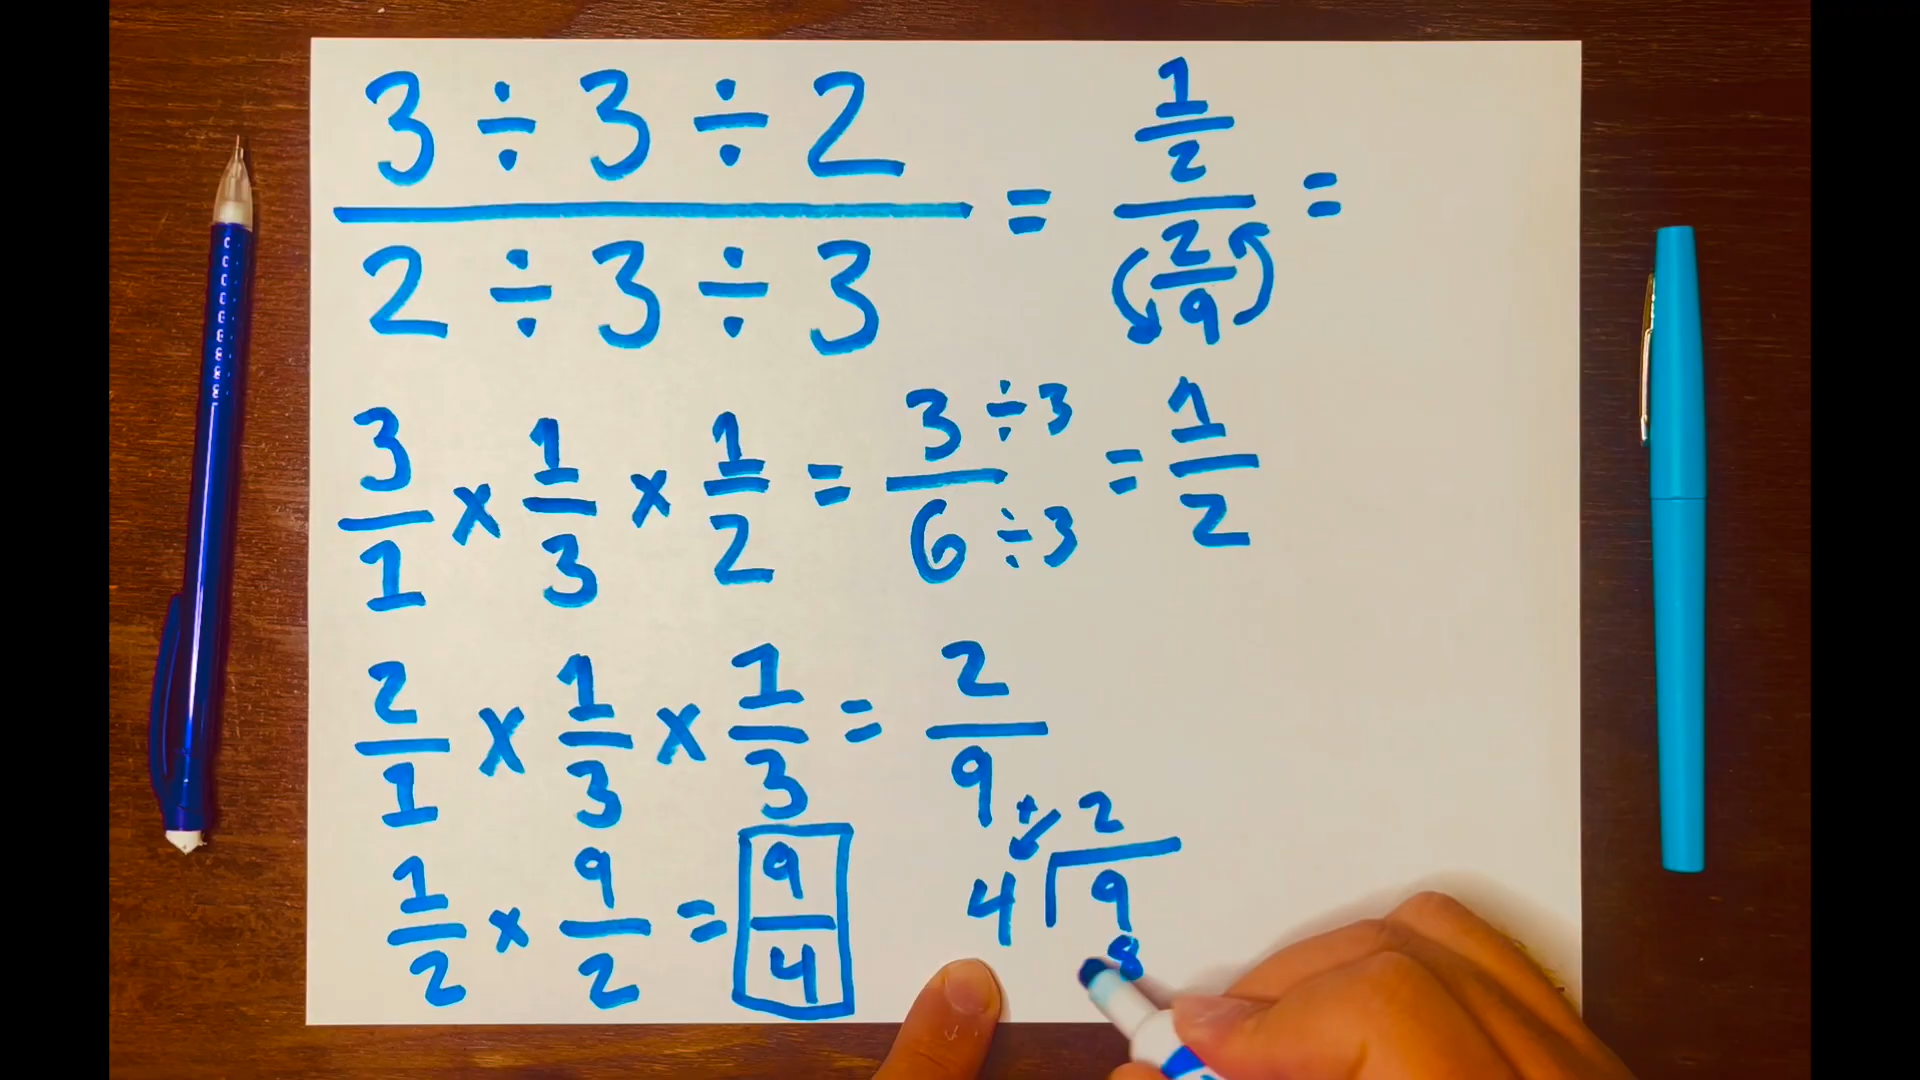 3 ÷ 3 ÷ 2 / 2 ÷ 3 ÷ 3 = 1/2 / (2/9) =
3/1 × 1/3 × 1/2 = 3 ÷3 / 6 ÷3 = 1/2
2/1 × 1/3 × 1/3 = 2/9
1/2 × 9/2 = 9/4
2
4 9
8